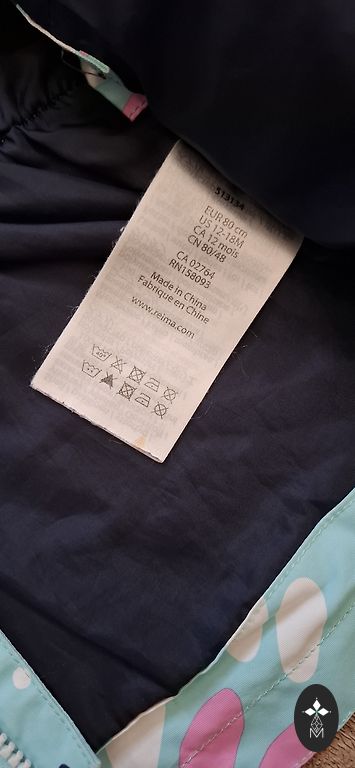 513134
EUR 80 cm
US 12-18M
CA 12 mois
CN 80/48
CA 02764
RN158093
Made in China
Fabriqué en Chine
www.reima.com